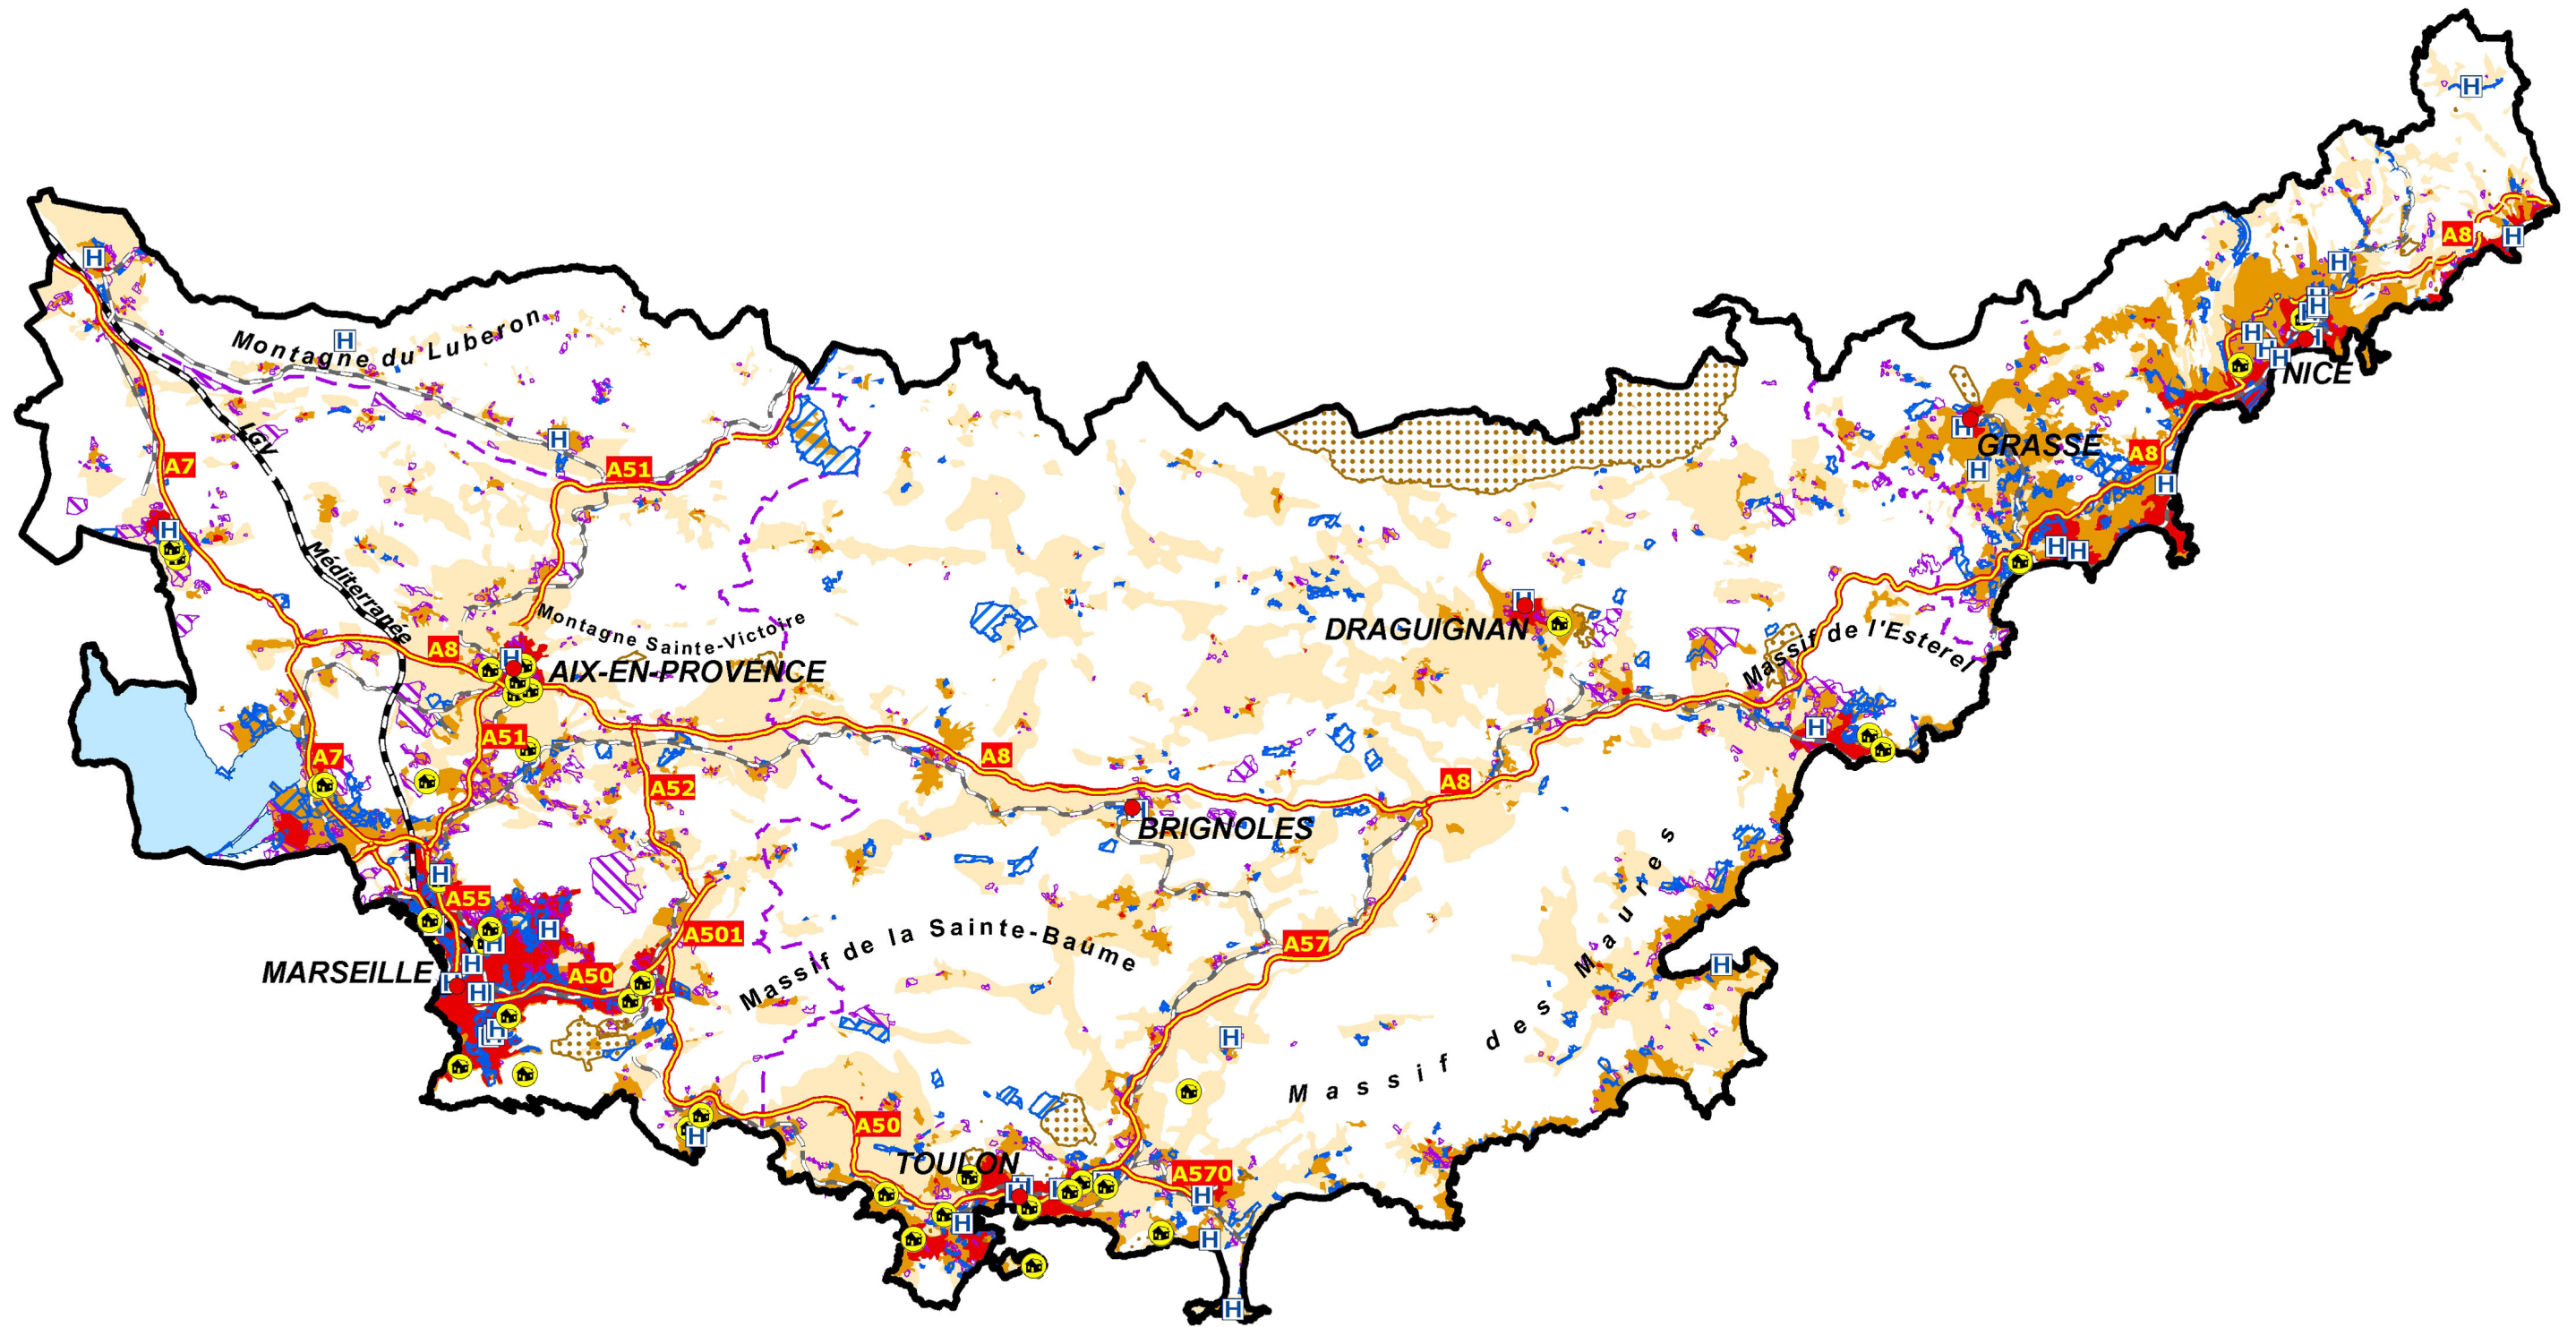 H
A8
H
H
H
Montagne du Luberon
H
H
H
H
H
NICE
LGV
H
H
GRASSE
A7
A51
H
A8
H
H
Méditerranée
H
H
H
Montagne Sainte-Victoire
DRAGUIGNAN
A8
H
AIX-EN-PROVENCE
Massif de l'Esterel
A51
A7
A8
A8
H
A52
BRIGNOLES
H
A55
H
A501
A57
Massif de la Sainte-Baume
Massif des Maures
MARSEILLE
H
H
A50
H
H
H
H
A50
H
TOULON
A570
H
H
H
H
H